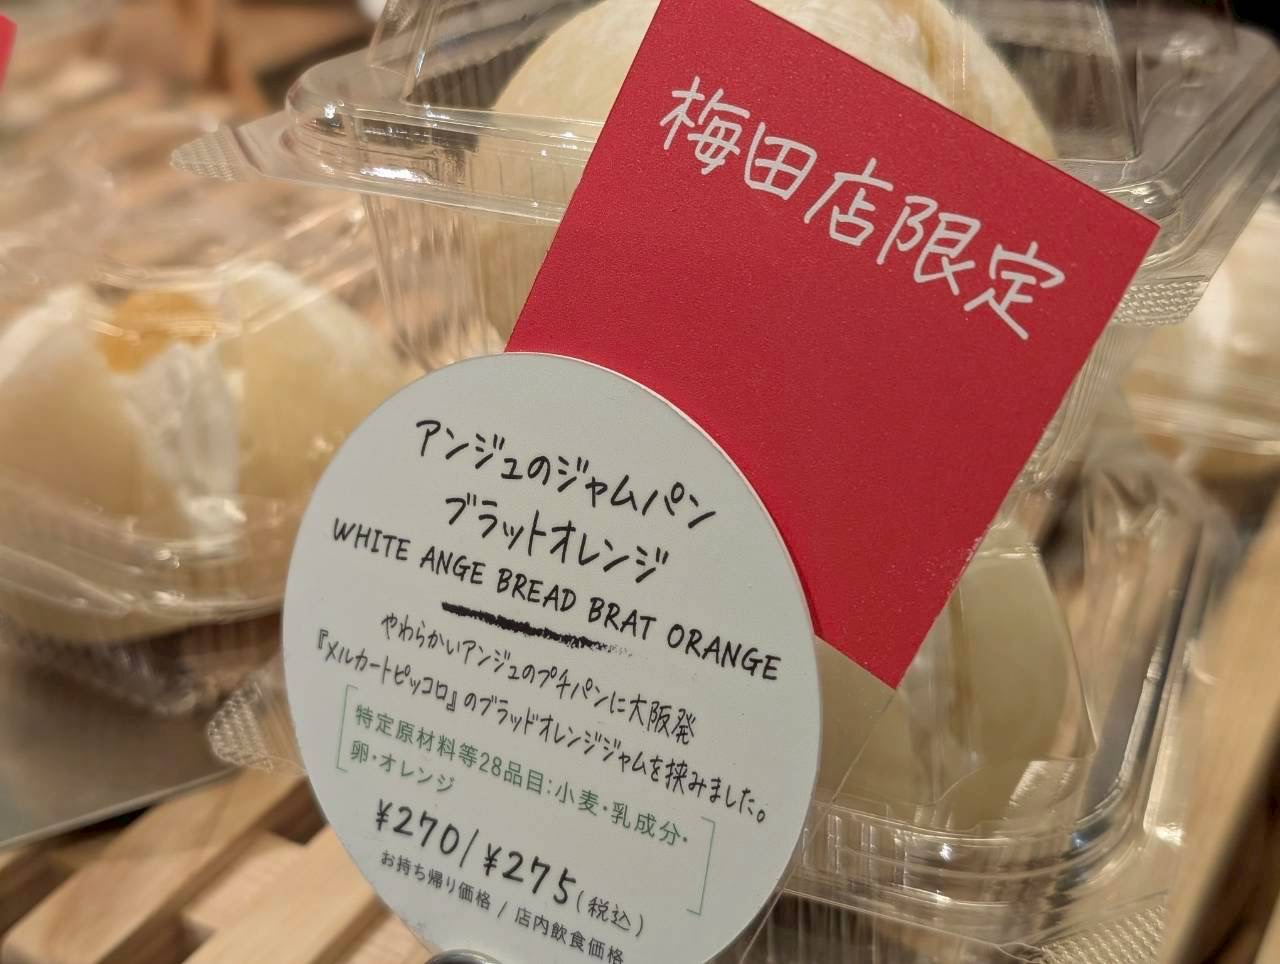 梅田店限定
アンジュのジャムパン
ブラットオレンジ
WHITE ANGE BREAD BRAT ORANGE
やわらかいアンジュのプチパンに大阪発
『メルカートピッコロ』のブラッドオレンジジャムを挟みました。
特定原材料等28品目:小麦・乳成分・
卵・オレンジ
¥270/¥275(税込)
お持ち帰り価格 / 店内飲食価格